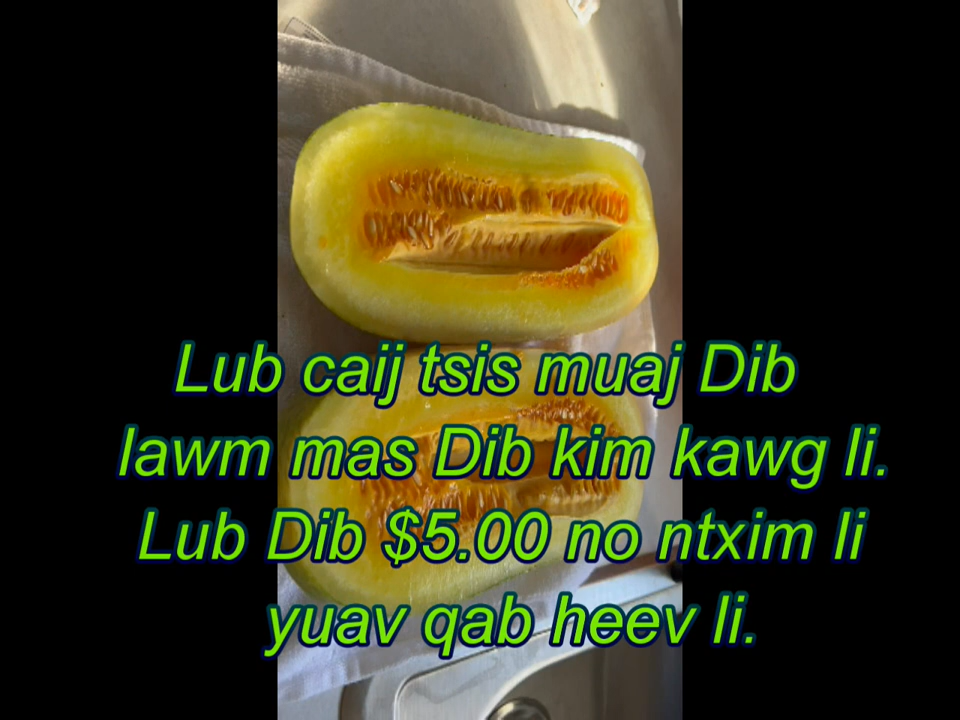 Lub caij tsis muaj Dib
lawm mas Dib kim kawg li.
Lub Dib $5.00 no ntxim li
yuav qab heev li.